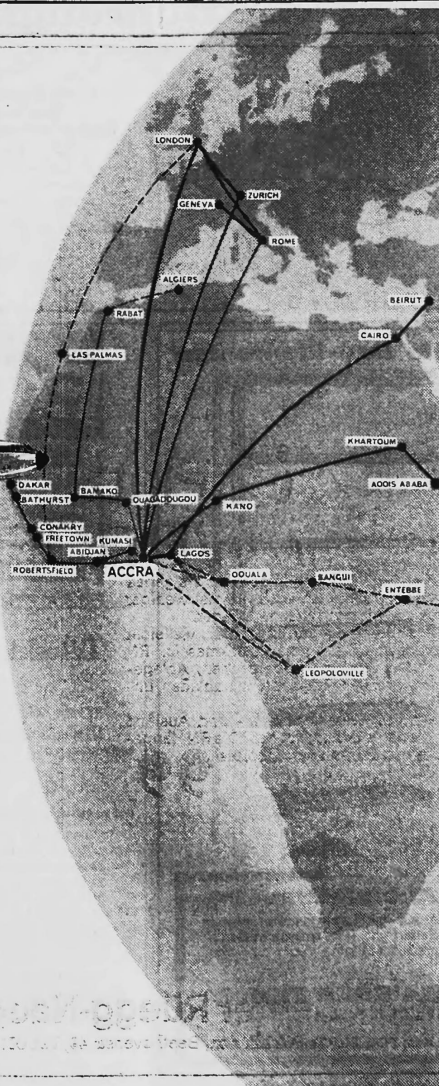 LONDON
ZURICH
GENEVA
ROME
ALGIERS
BEIRUT
RABAT
CAIRO
LAS PALMAS
KHARTOUM
DAKAR
ADDIS ABABA
BATHURST
BAMAKO
OUAGADOUGOU
KANO
CONAKRY
FREETOWN
KUMASI
ABIDJAN
LAGOS
ROBERTSFIELD
ACCRA
DOUALA
BANGUI
ENTEBBE
LEOPOLOVILLE